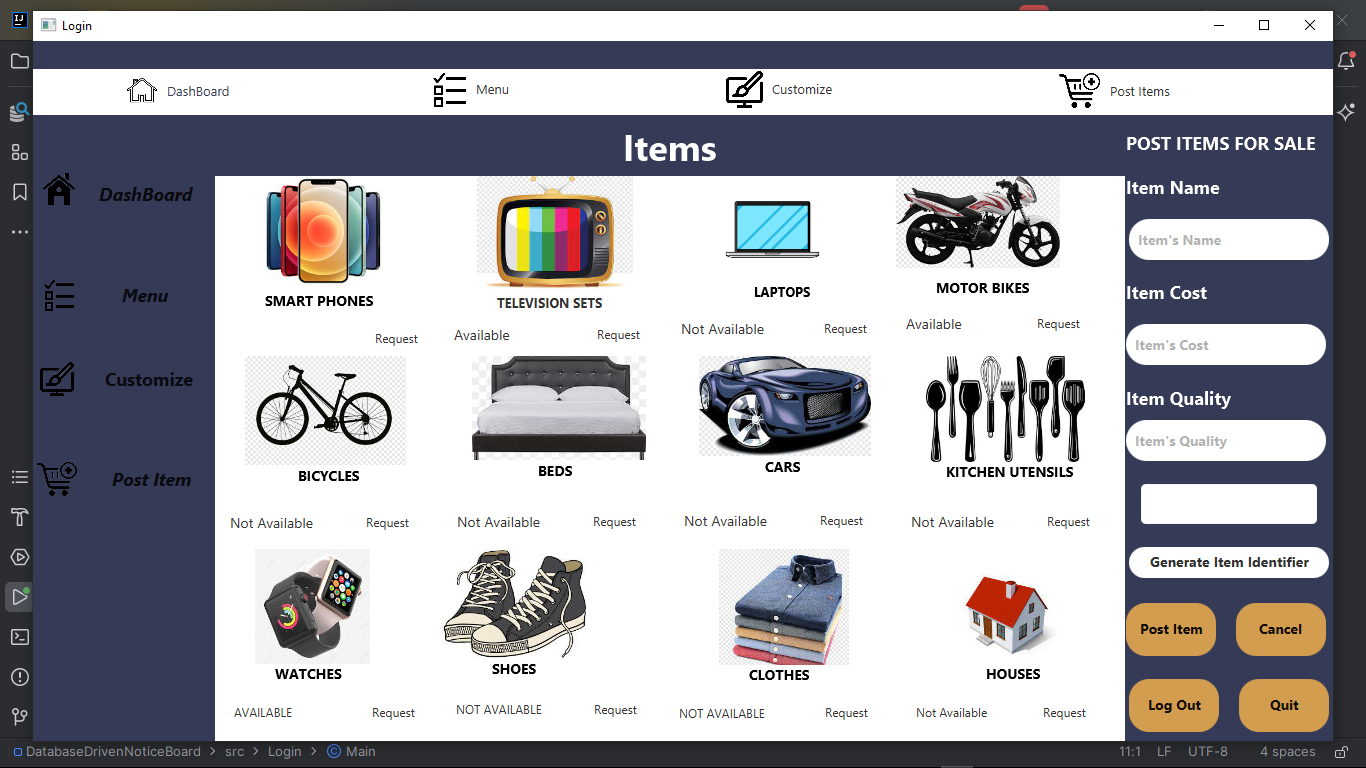 IJ
Login
DashBoard
Menu
Customize
Post Items
Items
POST ITEMS FOR SALE
DashBoard
Menu
Customize
Post Item
SMART PHONES
TELEVISION SETS
LAPTOPS
MOTOR BIKES
Request
Available
Request
Not Available
Request
Available
Request
BICYCLES
BEDS
CARS
KITCHEN UTENSILS
Not Available
Request
Not Available
Request
Not Available
Request
Not Available
Request
WATCHES
SHOES
CLOTHES
HOUSES
AVAILABLE
Request
NOT AVAILABLE
Request
NOT AVAILABLE
Request
Not Available
Request
Item Name
Item's Name
Item Cost
Item's Cost
Item Quality
Item's Quality
Generate Item Identifier
Post Item
Cancel
Log Out
Quit
DatabaseDrivenNoticeBoard > src > Login > Main
11:1 LF UTF-8 4 spaces